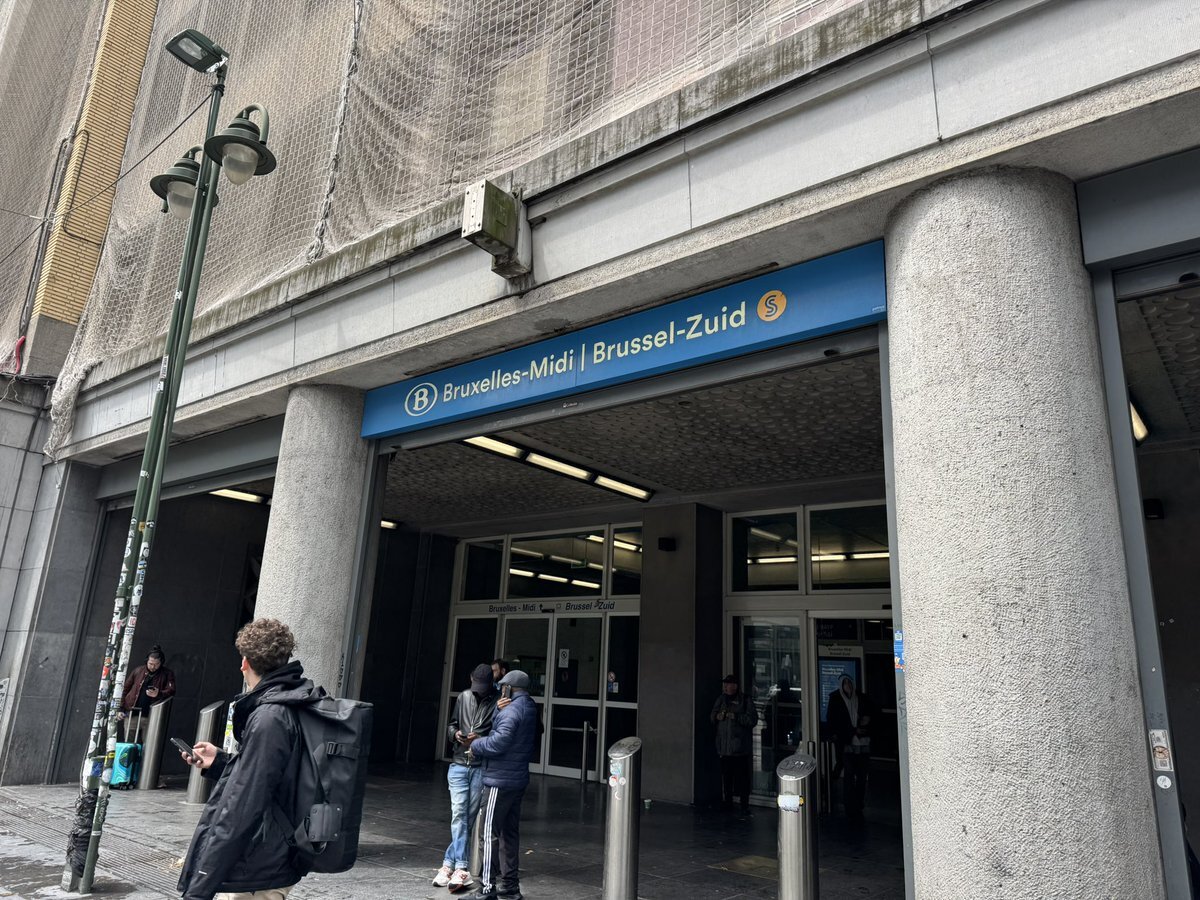 B Bruxelles-Midi | Brussel-Zuid S
Bruxelles - Midi Brussel - Zuid